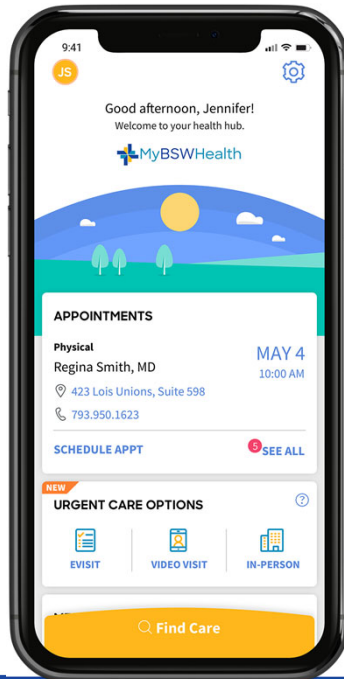 9:41
JS
Good afternoon, Jennifer!
Welcome to your health hub.
MyBSWHealth
APPOINTMENTS
Physical
Regina Smith, MD
MAY 4
10:00 AM
423 Lois Unions, Suite 598
793.950.1623
SCHEDULE APPT
5 SEE ALL
NEW
URGENT CARE OPTIONS
?
EVISIT
VIDEO VISIT
IN-PERSON
Find Care